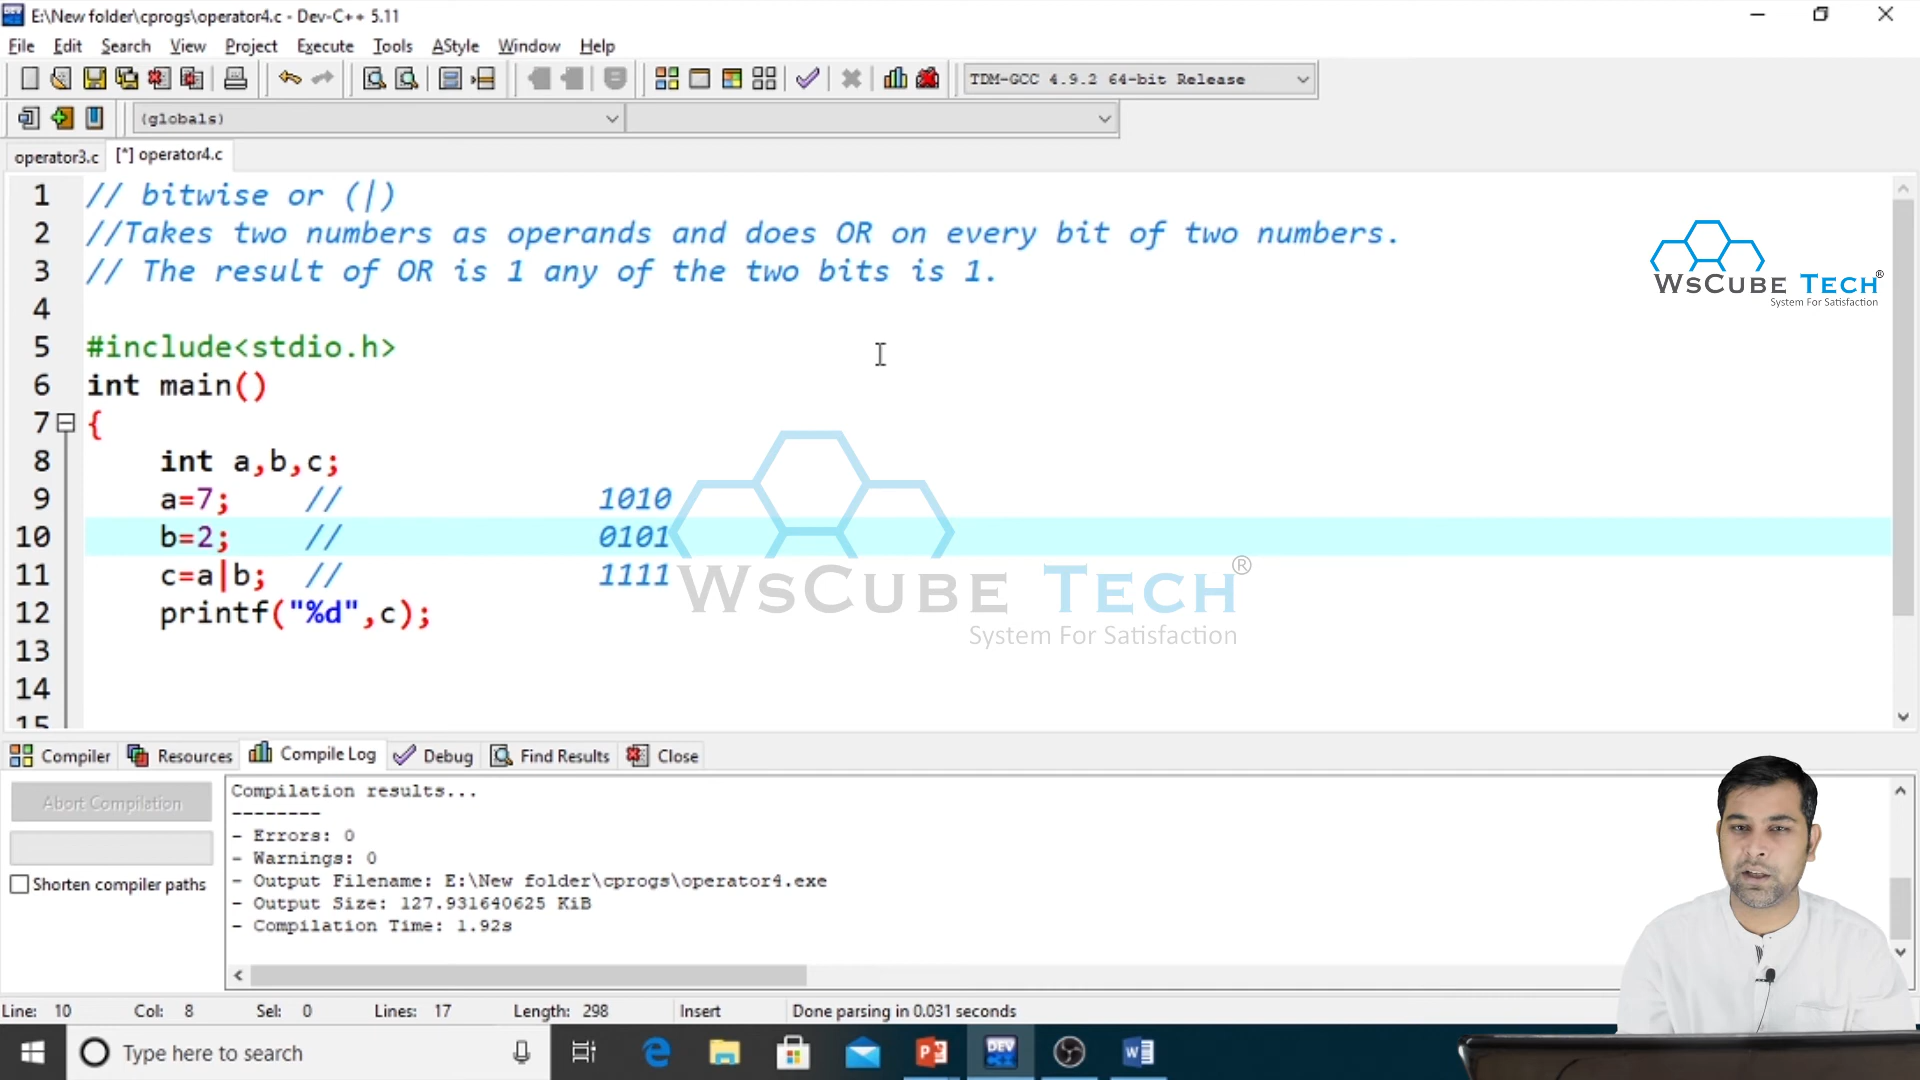 E:\New folder\cprogs\operator4.c - Dev-C++ 5.11
File Edit Search View Project Execute Tools AStyle Window Help
TDM-GCC 4.9.2 64-bit Release
(globals)
operator3.c [*] operator4.c
1 // bitwise or (|)
2 //Takes two numbers as operands and does OR on every bit of two numbers.
3 // The result of OR is 1 any of the two bits is 1.
4
5 #include<stdio.h>
6 int main()
7 {
8 int a,b,c;
9 a=7; // 1010
10 b=2; // 0101
11 c=a|b; // 1111
12 printf("%d",c);
13
14
15
WsCube Tech®
System For Satisfaction
WsCube Tech®
System For Satisfaction
Compiler Resources Compile Log Debug Find Results Close
Abort Compilation
Shorten compiler paths
Compilation results...
--------
- Errors: 0
- Warnings: 0
- Output Filename: E:\New folder\cprogs\operator4.exe
- Output Size: 127.931640625 KiB
- Compilation Time: 1.92s
Line: 10 Col: 8 Sel: 0 Lines: 17 Length: 298 Insert Done parsing in 0.031 seconds
Type here to search
DEV